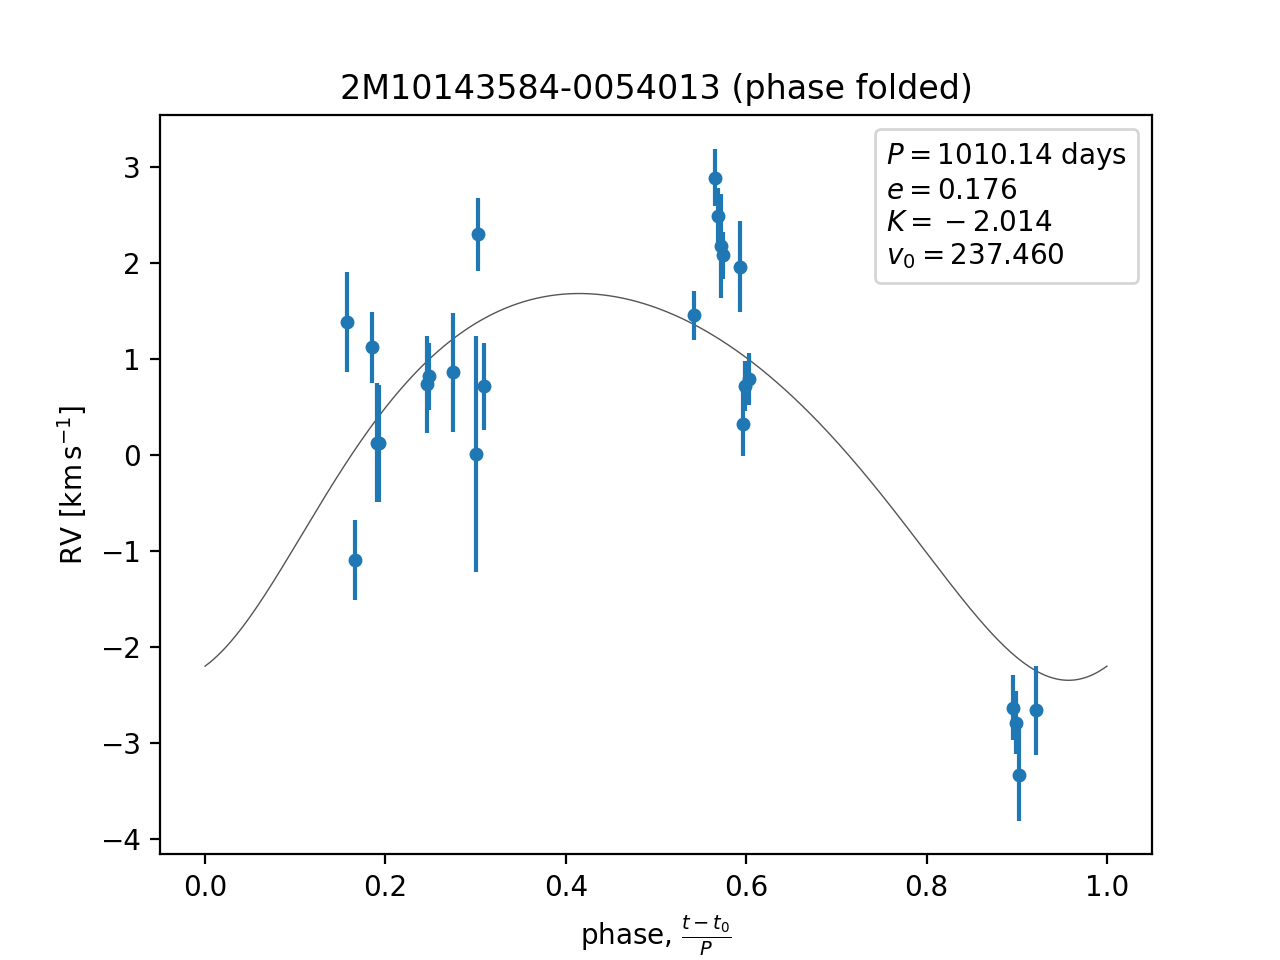 2M10143584-0054013 (phase folded)
P = 1010.14 days
e = 0.176
K = −2.014
v₀ = 237.460
3
2
1
0
−1
−2
−3
−4
RV [km s⁻¹]
0.0 0.2 0.4 0.6 0.8 1.0
phase, (t − t₀)/P